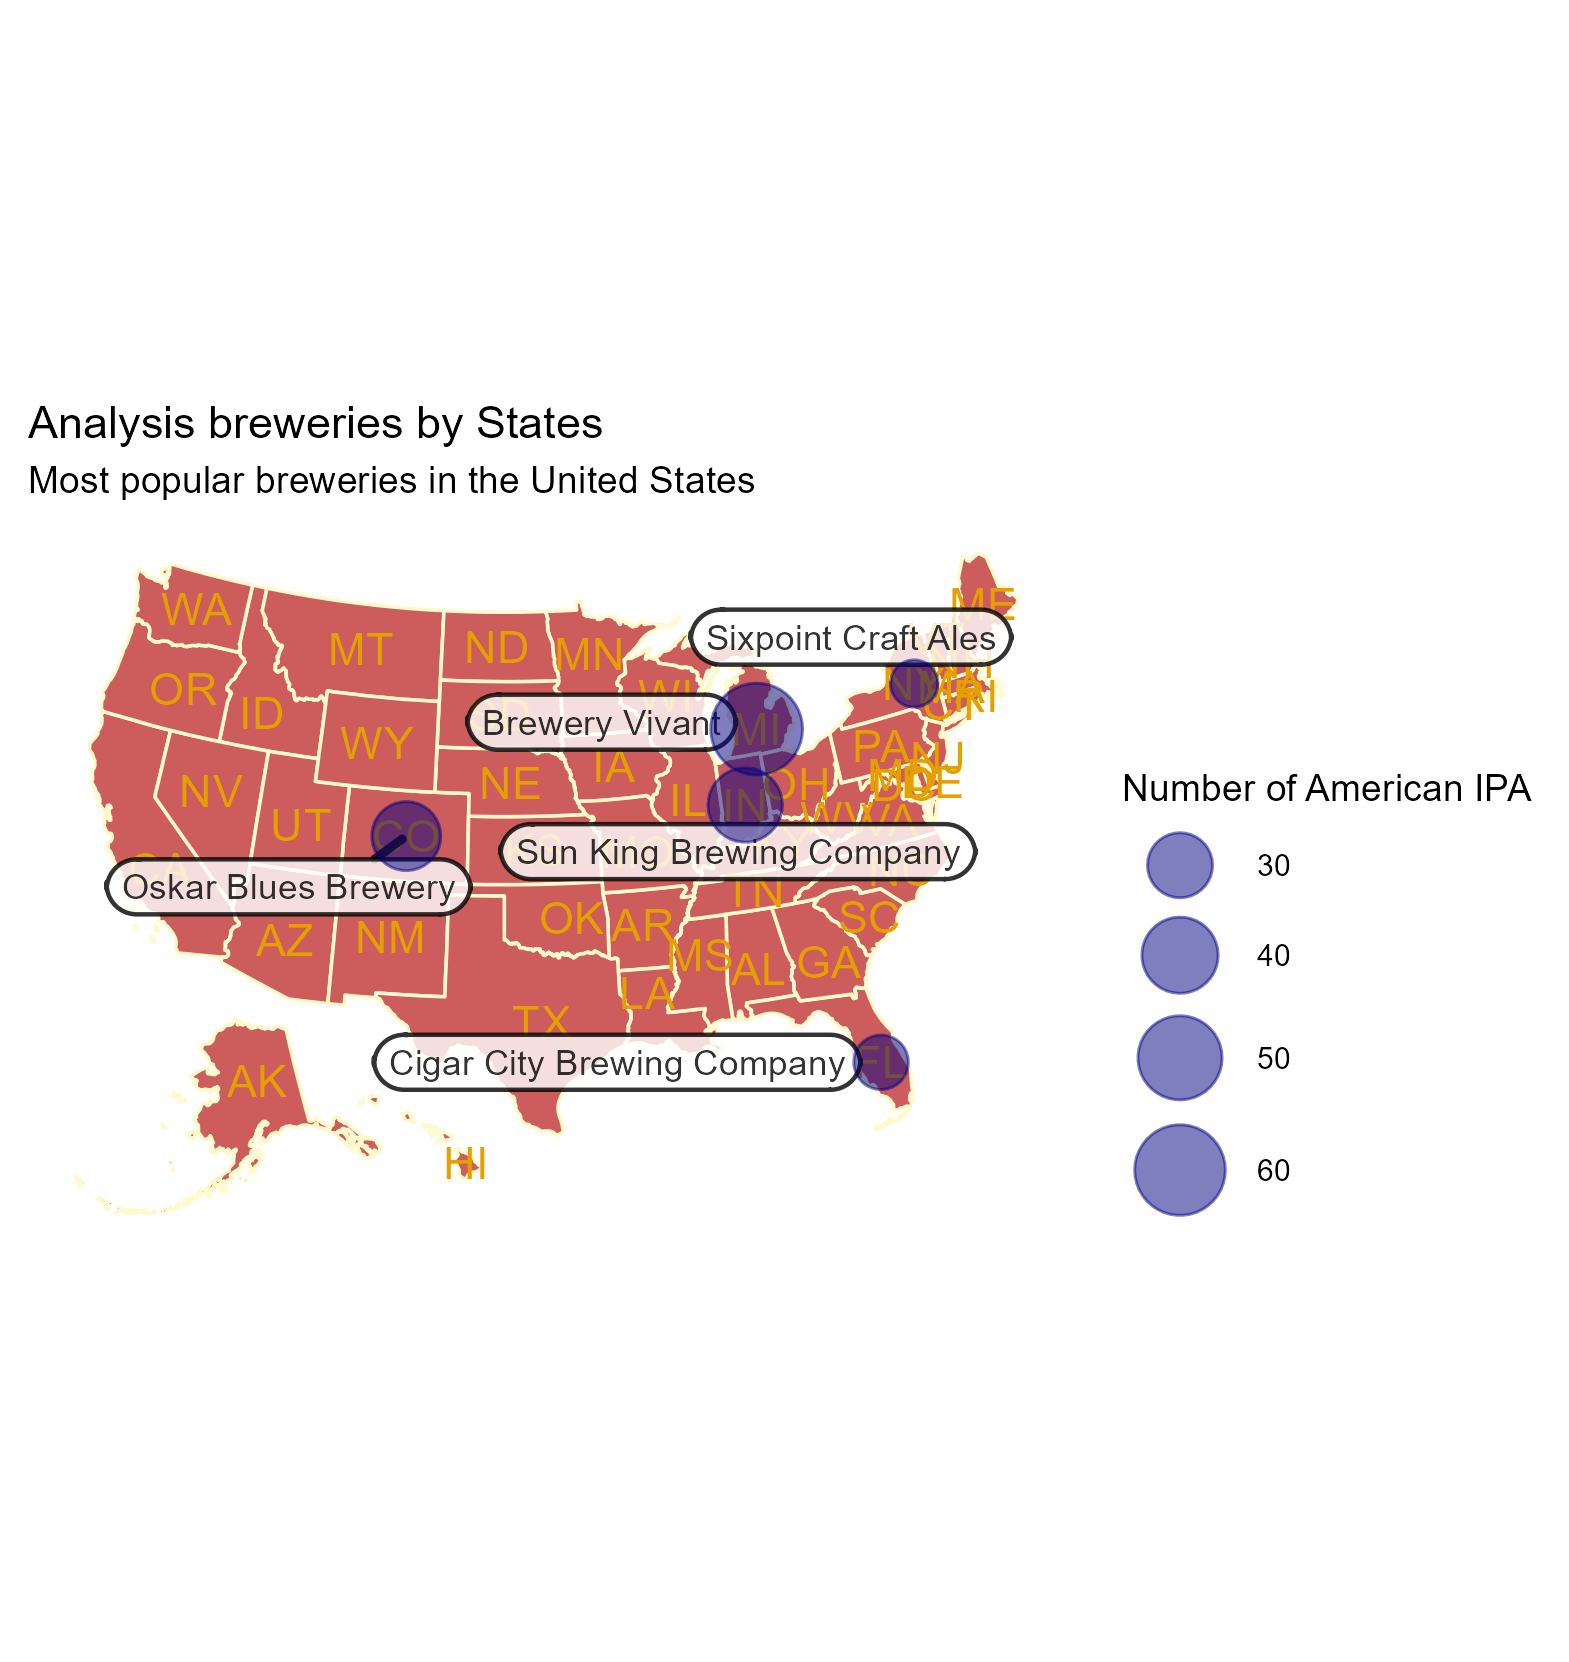 Analysis breweries by States
Most popular breweries in the United States
ME
WA
MT
ND
MN
Sixpoint Craft Ales
OR
ID
WI
Brewery Vivant
MI
RI
WY
PA
NJ
NV
NE
IA
OH
DE
IL
IN
UT
CO
WV
VA
Sun King Brewing Company
CA
Oskar Blues Brewery
TN
NC
AZ
NM
OK
AR
SC
MS
AL
GA
LA
TX
Cigar City Brewing Company
FL
AK
HI
Number of American IPA
30
40
50
60